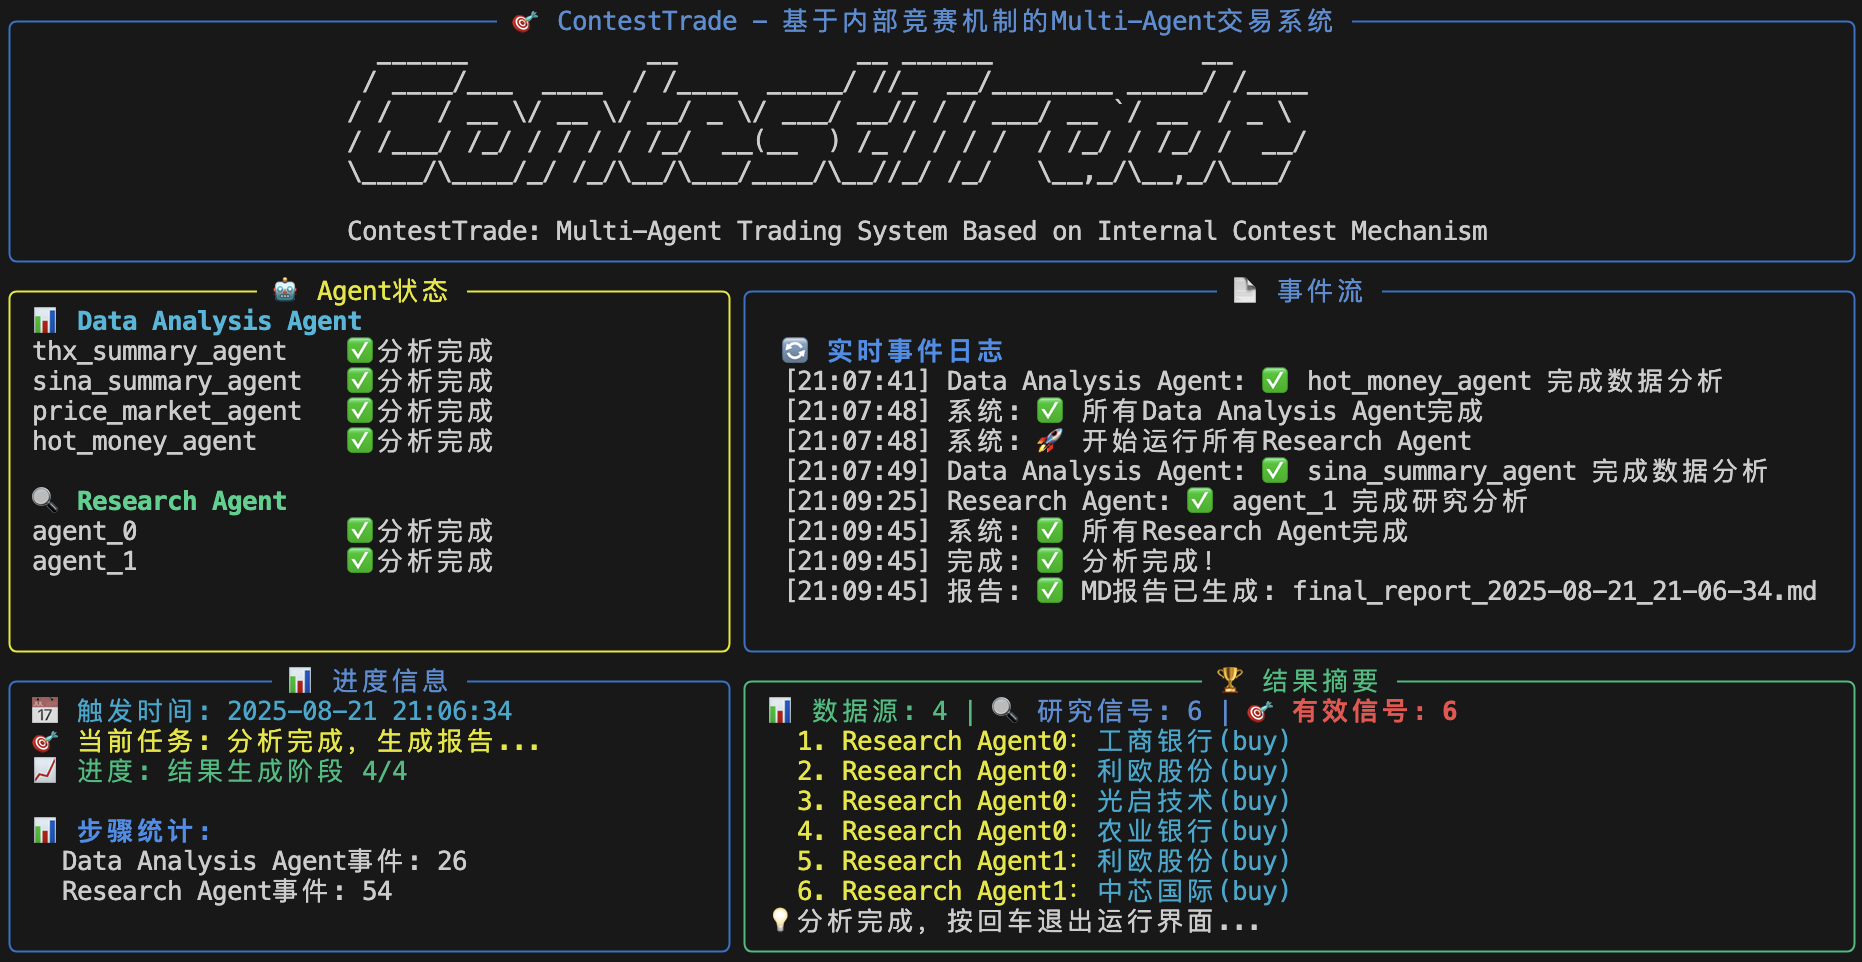 🎯 ContestTrade - 基于内部竞赛机制的Multi-Agent交易系统
ContestTrade
ContestTrade: Multi-Agent Trading System Based on Internal Contest Mechanism
🤖 Agent状态
📊 Data Analysis Agent
thx_summary_agent ✅分析完成
sina_summary_agent ✅分析完成
price_market_agent ✅分析完成
hot_money_agent ✅分析完成
🔍 Research Agent
agent_0 ✅分析完成
agent_1 ✅分析完成
📄 事件流
🔄 实时事件日志
[21:07:41] Data Analysis Agent: ✅ hot_money_agent 完成数据分析
[21:07:48] 系统: ✅ 所有Data Analysis Agent完成
[21:07:48] 系统: 🚀 开始运行所有Research Agent
[21:07:49] Data Analysis Agent: ✅ sina_summary_agent 完成数据分析
[21:09:25] Research Agent: ✅ agent_1 完成研究分析
[21:09:45] 系统: ✅ 所有Research Agent完成
[21:09:45] 完成: ✅ 分析完成!
[21:09:45] 报告: ✅ MD报告已生成: final_report_2025-08-21_21-06-34.md
📊 进度信息
📅 触发时间: 2025-08-21 21:06:34
🎯 当前任务: 分析完成, 生成报告...
📈 进度: 结果生成阶段 4/4
📊 步骤统计:
Data Analysis Agent事件: 26
Research Agent事件: 54
🏆 结果摘要
📊 数据源: 4 | 🔍 研究信号: 6 | 🎯 有效信号: 6
1. Research Agent0: 工商银行(buy)
2. Research Agent0: 利欧股份(buy)
3. Research Agent0: 光启技术(buy)
4. Research Agent0: 农业银行(buy)
5. Research Agent1: 利欧股份(buy)
6. Research Agent1: 中芯国际(buy)
💡分析完成, 按回车退出运行界面...